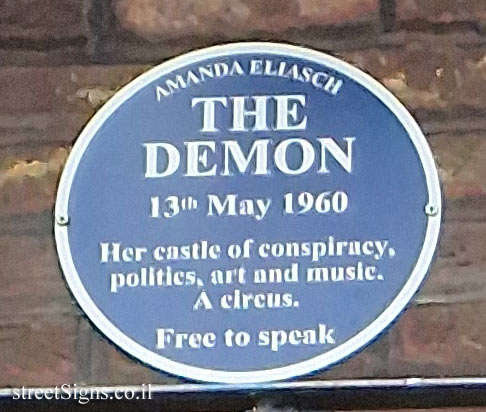 AMANDA ELIASCH
THE
DEMON
13th May 1960
Her castle of conspiracy,
politics, art and music.
A circus.
Free to speak
streetSigns.co.il